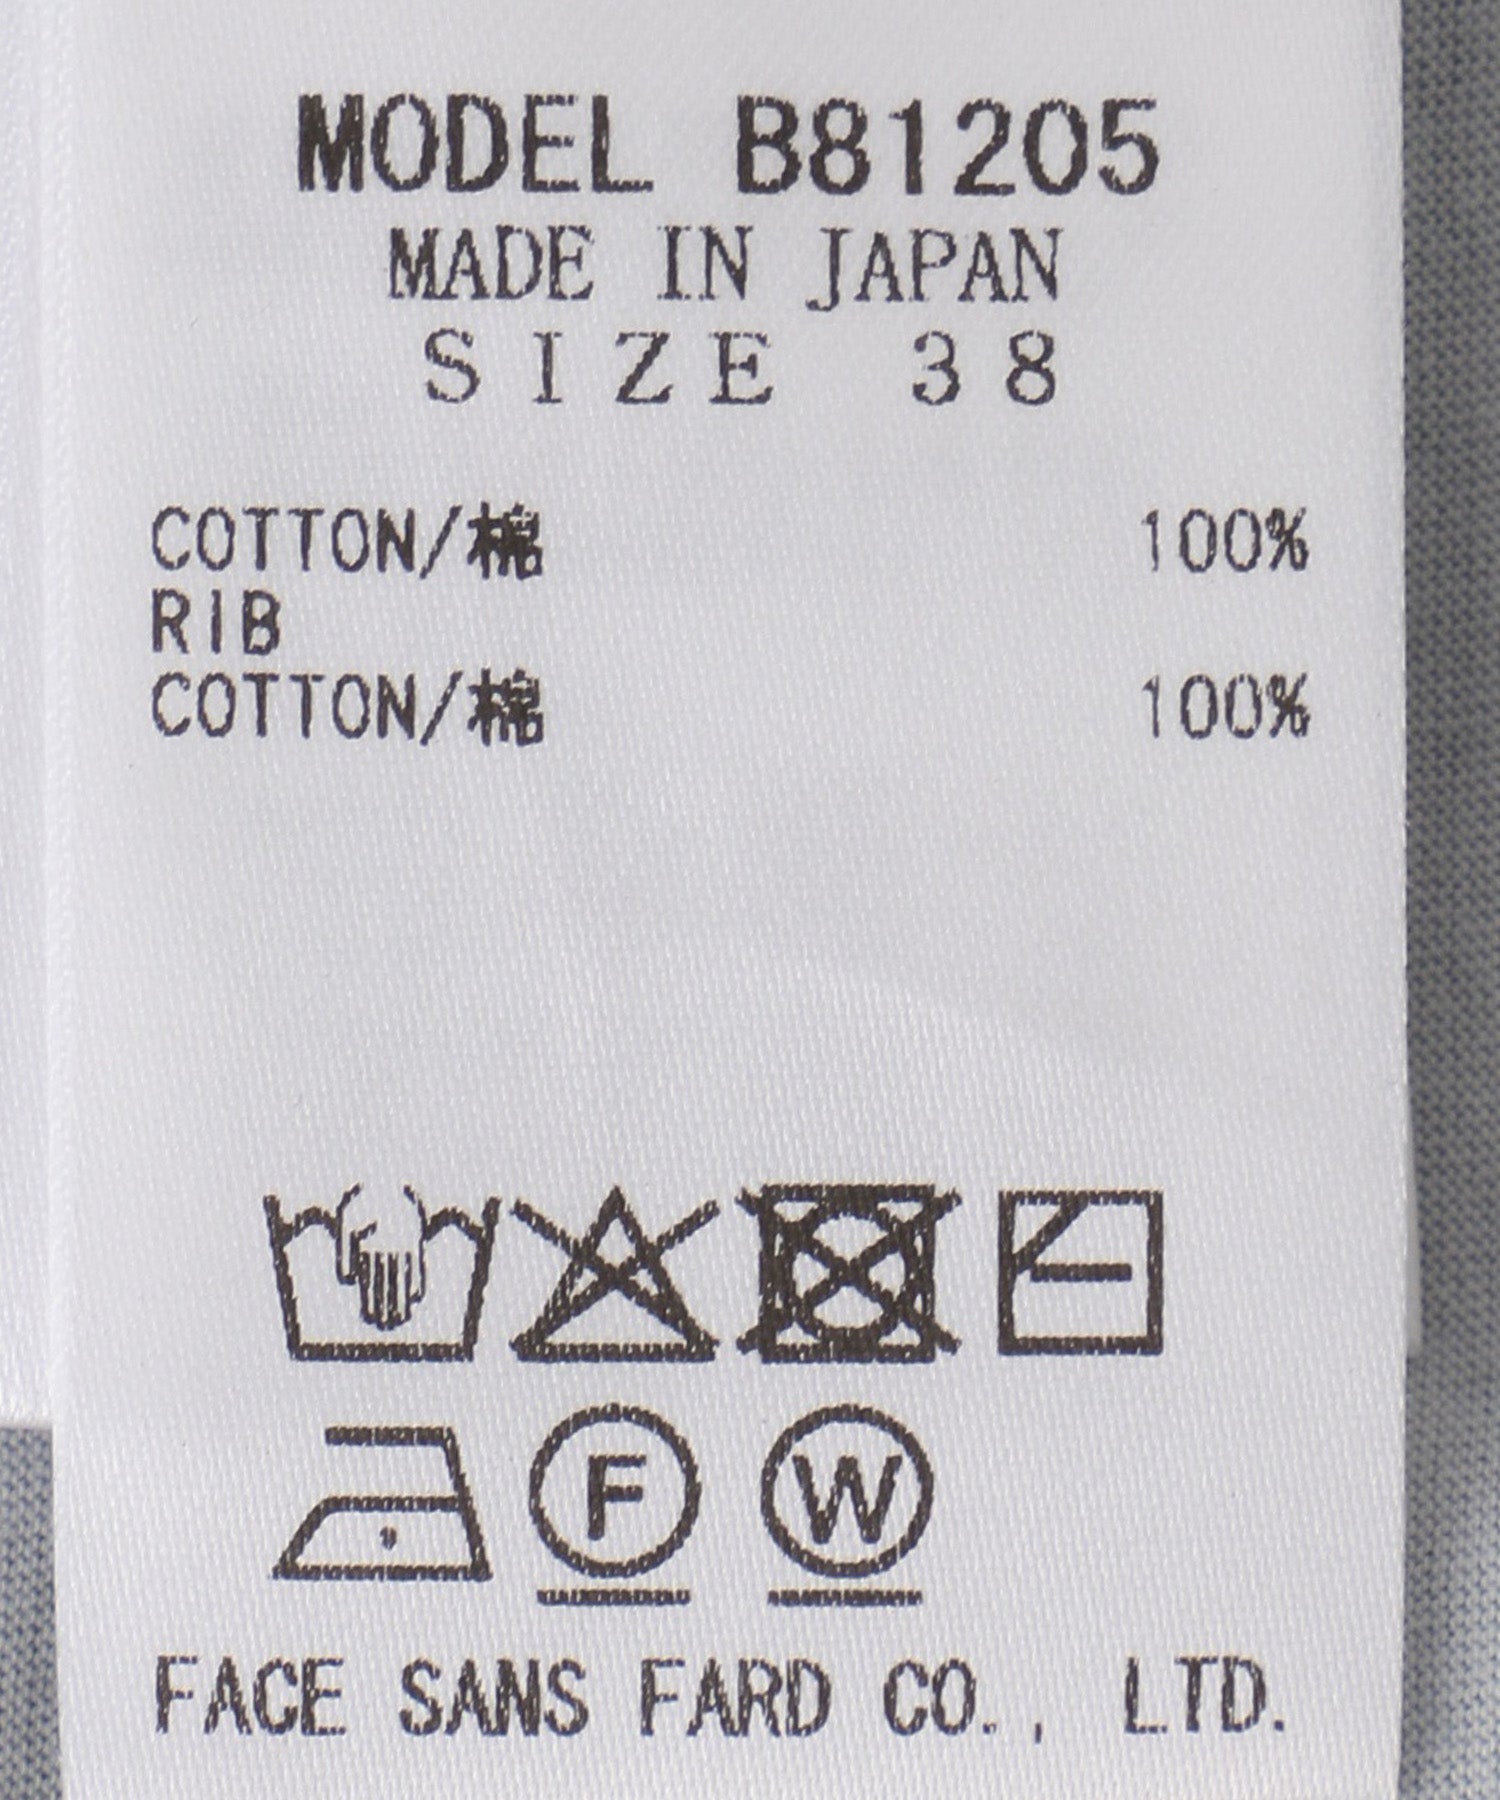 MODEL B81205
MADE IN JAPAN
SIZE 38
COTTON/棉 100%
RIB
COTTON/棉 100%
F W
FACE SANS FARD CO., LTD.